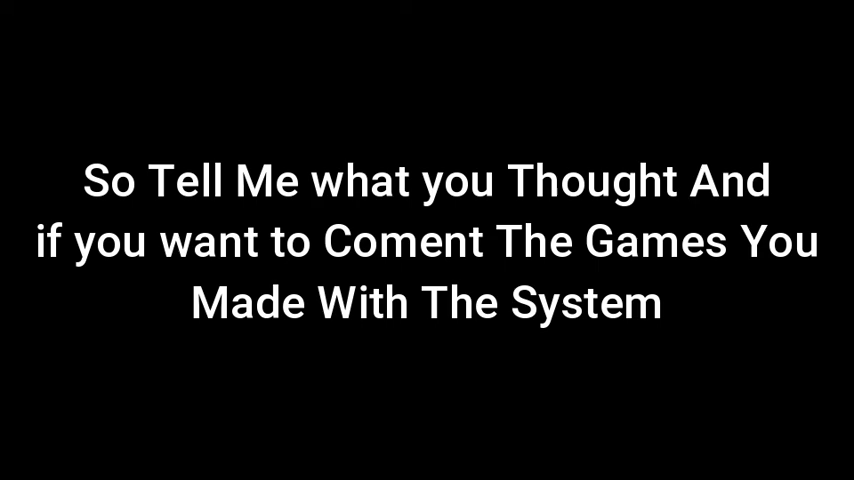 So Tell Me what you Thought And
if you want to Coment The Games You
Made With The System